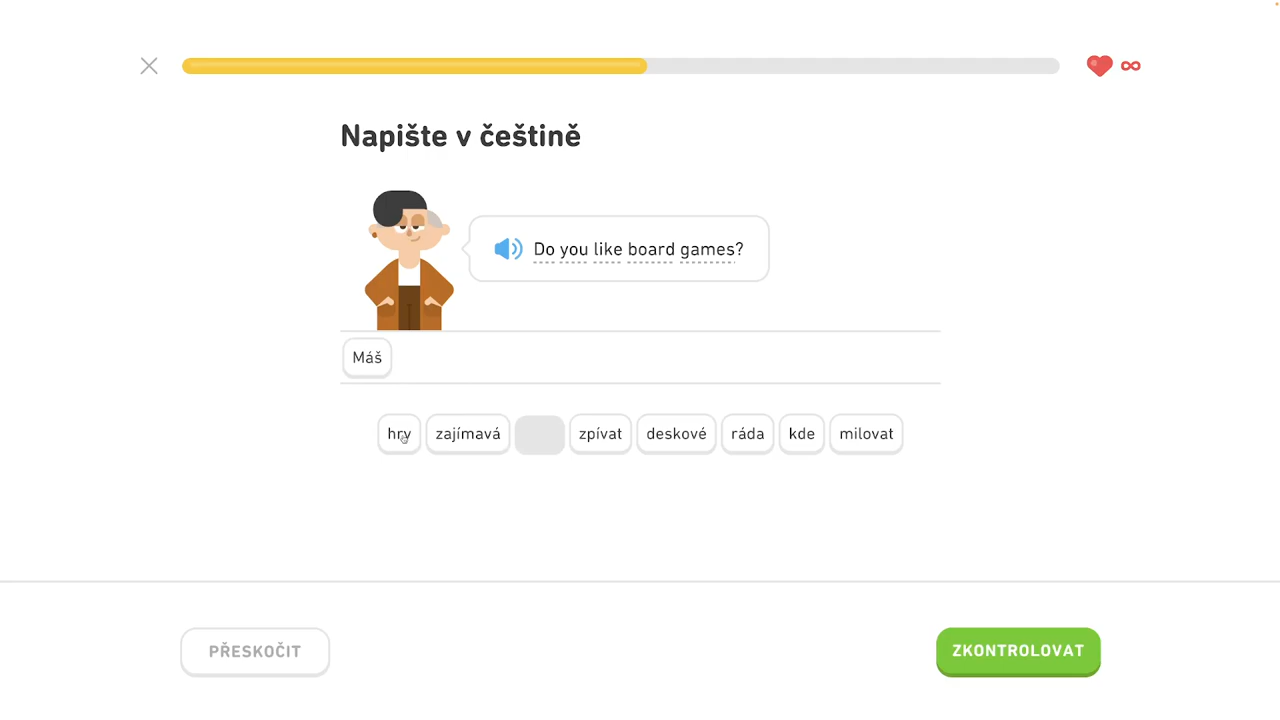 Napište v češtině
Do you like board games?
Máš
hry zajímavá zpívat deskové ráda kde milovat
PŘESKOČIT ZKONTROLOVAT